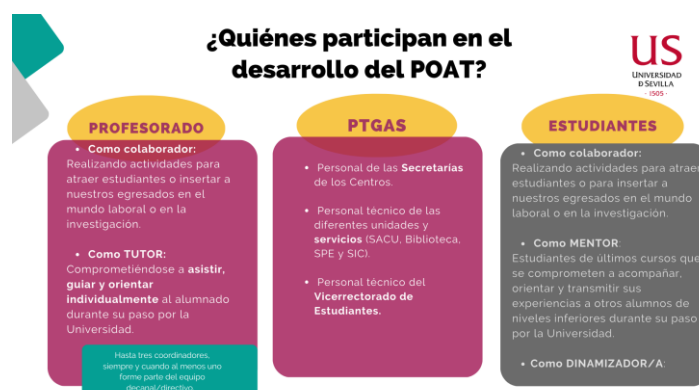 ¿Quiénes participan en el
desarrollo del POAT?
US
UNIVERSIDAD
D SEVILLA
· 1505 ·
PROFESORADO
• Como colaborador:
Realizando actividades para
atraer estudiantes o insertar a
nuestros egresados en el
mundo laboral o en la
investigación.
• Como TUTOR:
Comprometiéndose a asistir,
guiar y orientar
individualmente al alumnado
durante su paso por la
Universidad.
Hasta tres coordinadores,
siempre y cuando al menos uno
forme parte del equipo
decanal/directivo
PTGAS
• Personal de las Secretarías
de los Centros.
• Personal técnico de las
diferentes unidades y
servicios (SACU, Biblioteca,
SPE y SIC).
• Personal técnico del
Vicerrectorado de
Estudiantes.
ESTUDIANTES
• Como colaborador:
Realizando actividades para atraer
estudiantes o para insertar a
nuestros egresados en el mundo
laboral o en la investigación.
• Como MENTOR:
Estudiantes de últimos cursos que
se comprometen a acompañar,
orientar y transmitir sus
experiencias a otros alumnos de
niveles inferiores durante su paso
por la Universidad.
• Como DINAMIZADOR/A: